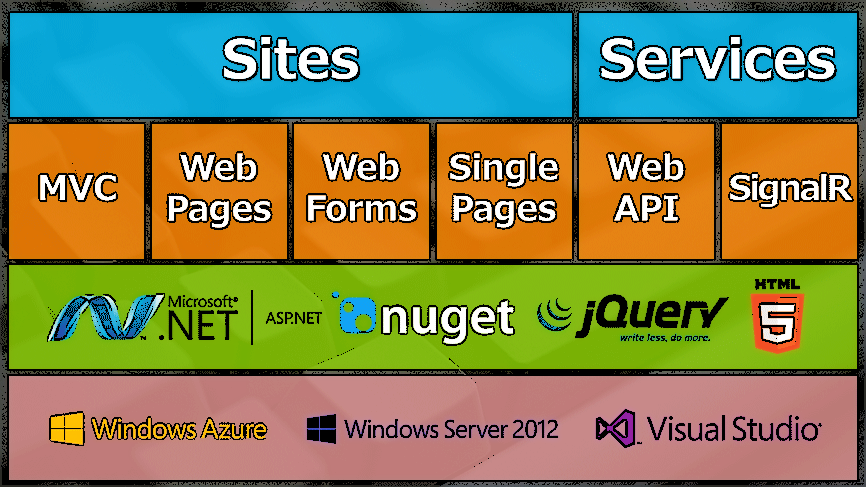 Sites
Services
MVC
Web
Pages
Web
Forms
Single
Pages
Web
API
SignalR
Microsoft®
.NET
ASP.NET
nuget
jQuery
write less, do more.
HTML
5
Windows Azure
Windows Server 2012
Visual Studio